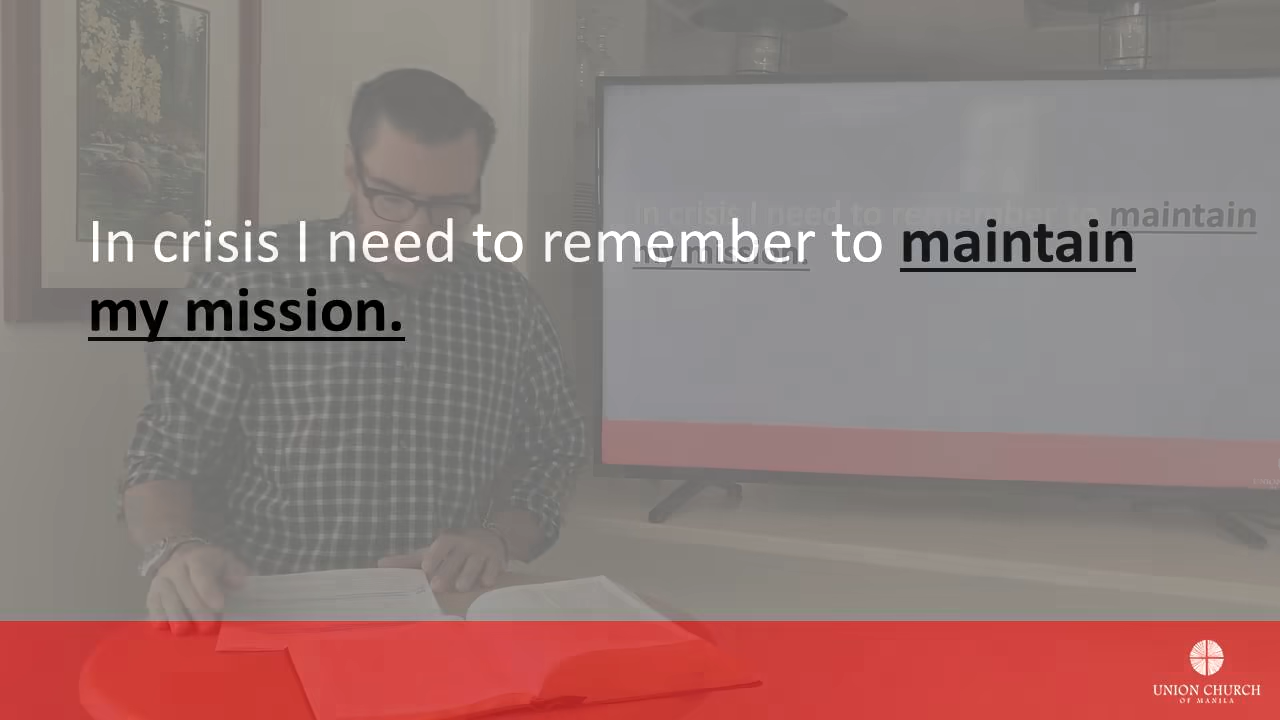 In crisis I need to remember to maintain
my mission.
In crisis I need to remember to maintain
my mission.
UNION CHURCH
OF MANILA